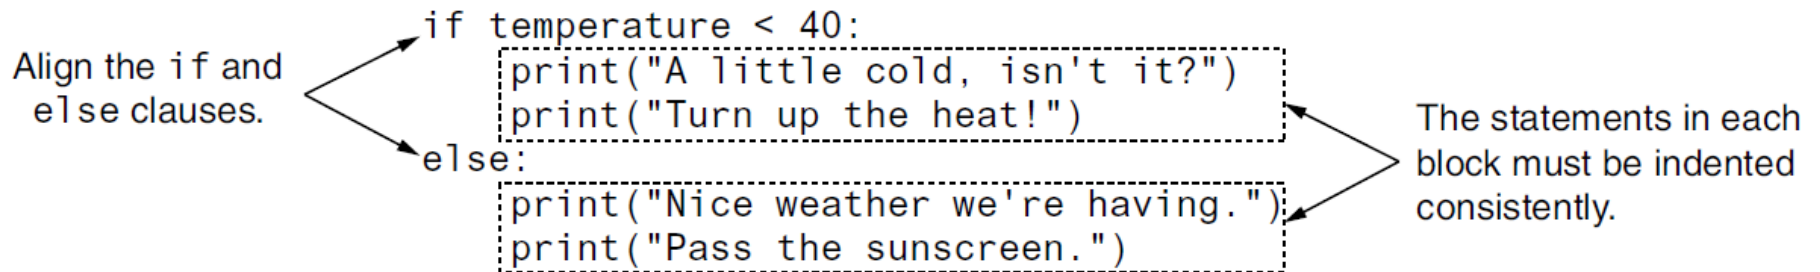 Align the if and
else clauses.
if temperature < 40:
print("A little cold, isn't it?")
print("Turn up the heat!")
else:
print("Nice weather we're having.")
print("Pass the sunscreen.")
The statements in each
block must be indented
consistently.